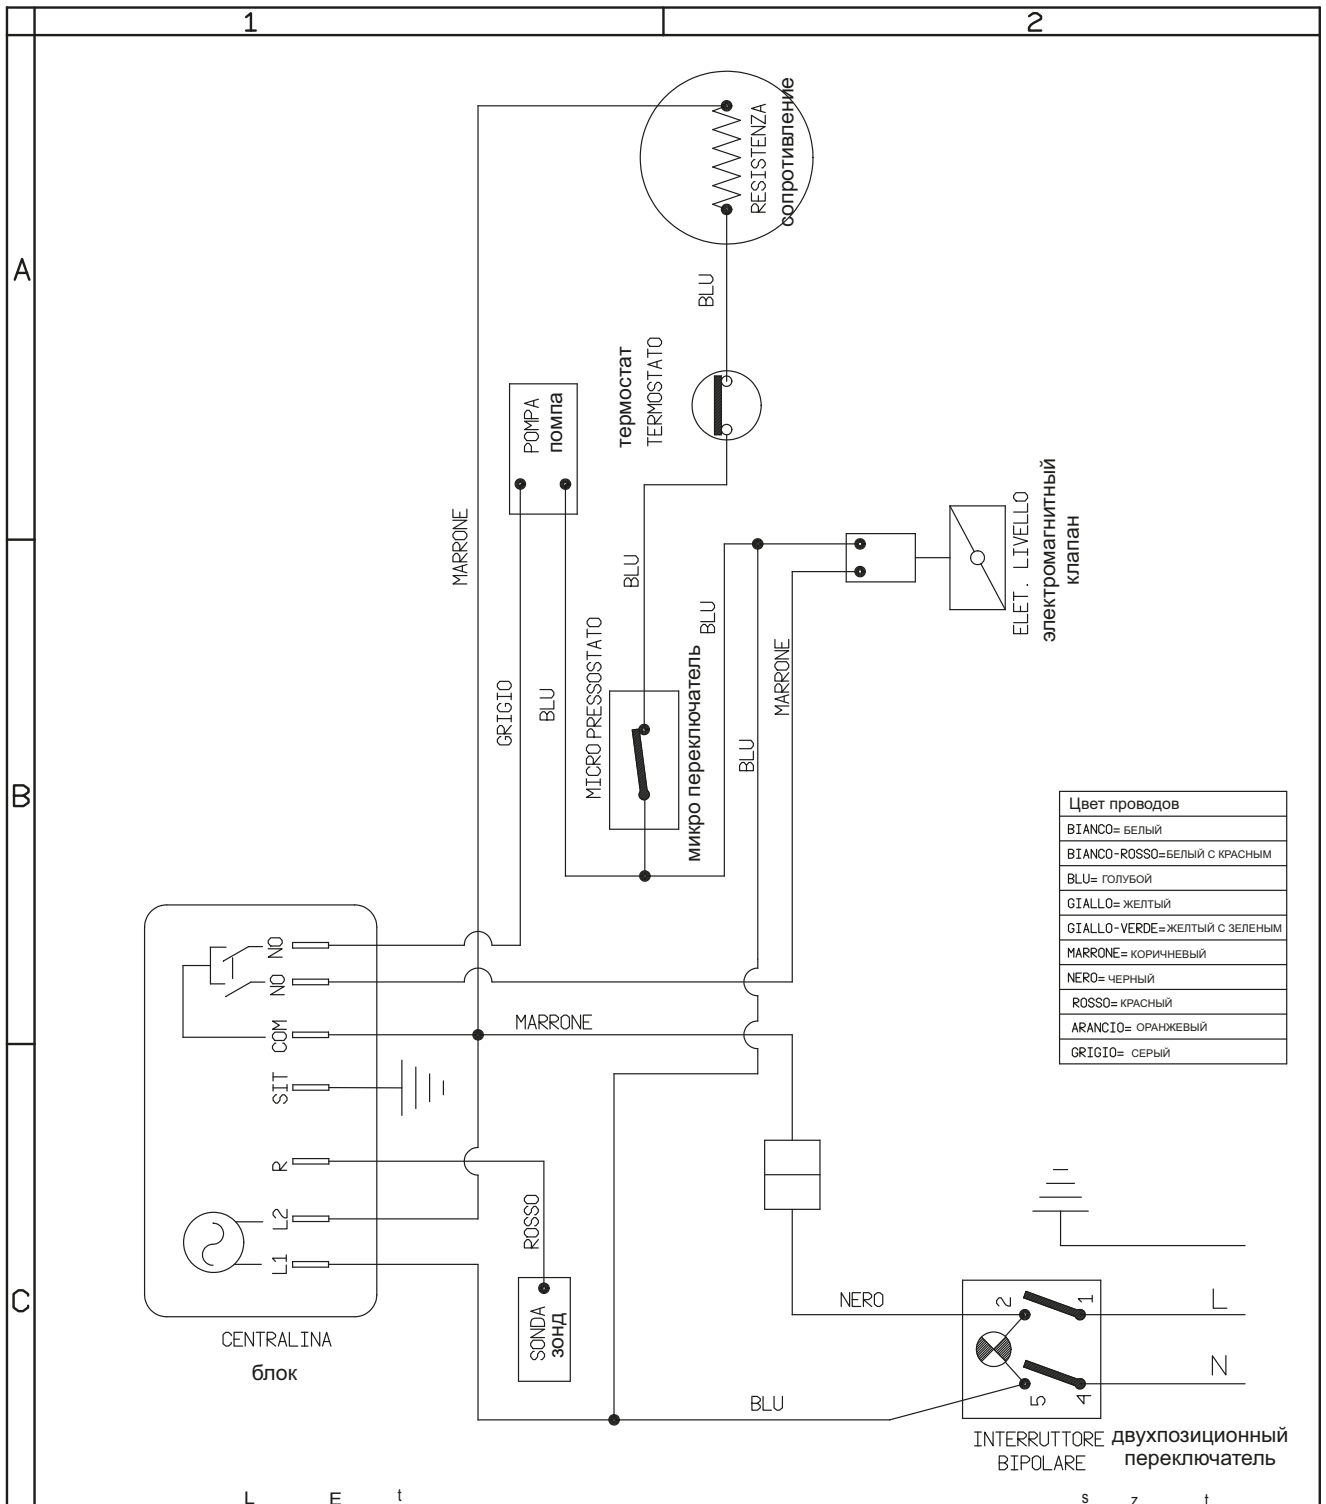 1
2
A
B
C
RESISTENZA
сопротивление
BLU
термостат
TERMOSTATO
POMPA
помпа
MARRONE
ELET. LIVELLO
электромагнитный
клапан
BLU
BLU
MICRO PRESSOSTATO
микро переключатель
MARRONE
GRIGIO
BLU
BLU
Цвет проводов
BIANCO= БЕЛЫЙ
BIANCO-ROSSO=БЕЛЫЙ С КРАСНЫМ
BLU= ГОЛУБОЙ
GIALLO= ЖЕЛТЫЙ
GIALLO-VERDE=ЖЕЛТЫЙ С ЗЕЛЕНЫМ
MARRONE= КОРИЧНЕВЫЙ
NERO= ЧЕРНЫЙ
ROSSO= КРАСНЫЙ
ARANCIO= ОРАНЖЕВЫЙ
GRIGIO= СЕРЫЙ
NO
NO
COM
MARRONE
SIT
R
L2
L1
ROSSO
SONDA
зонд
CENTRALINA
блок
NERO
BLU
2
1
5
4
L
N
INTERRUTTORE
BIPOLARE
двухпозиционный
переключатель
L E t
s z t